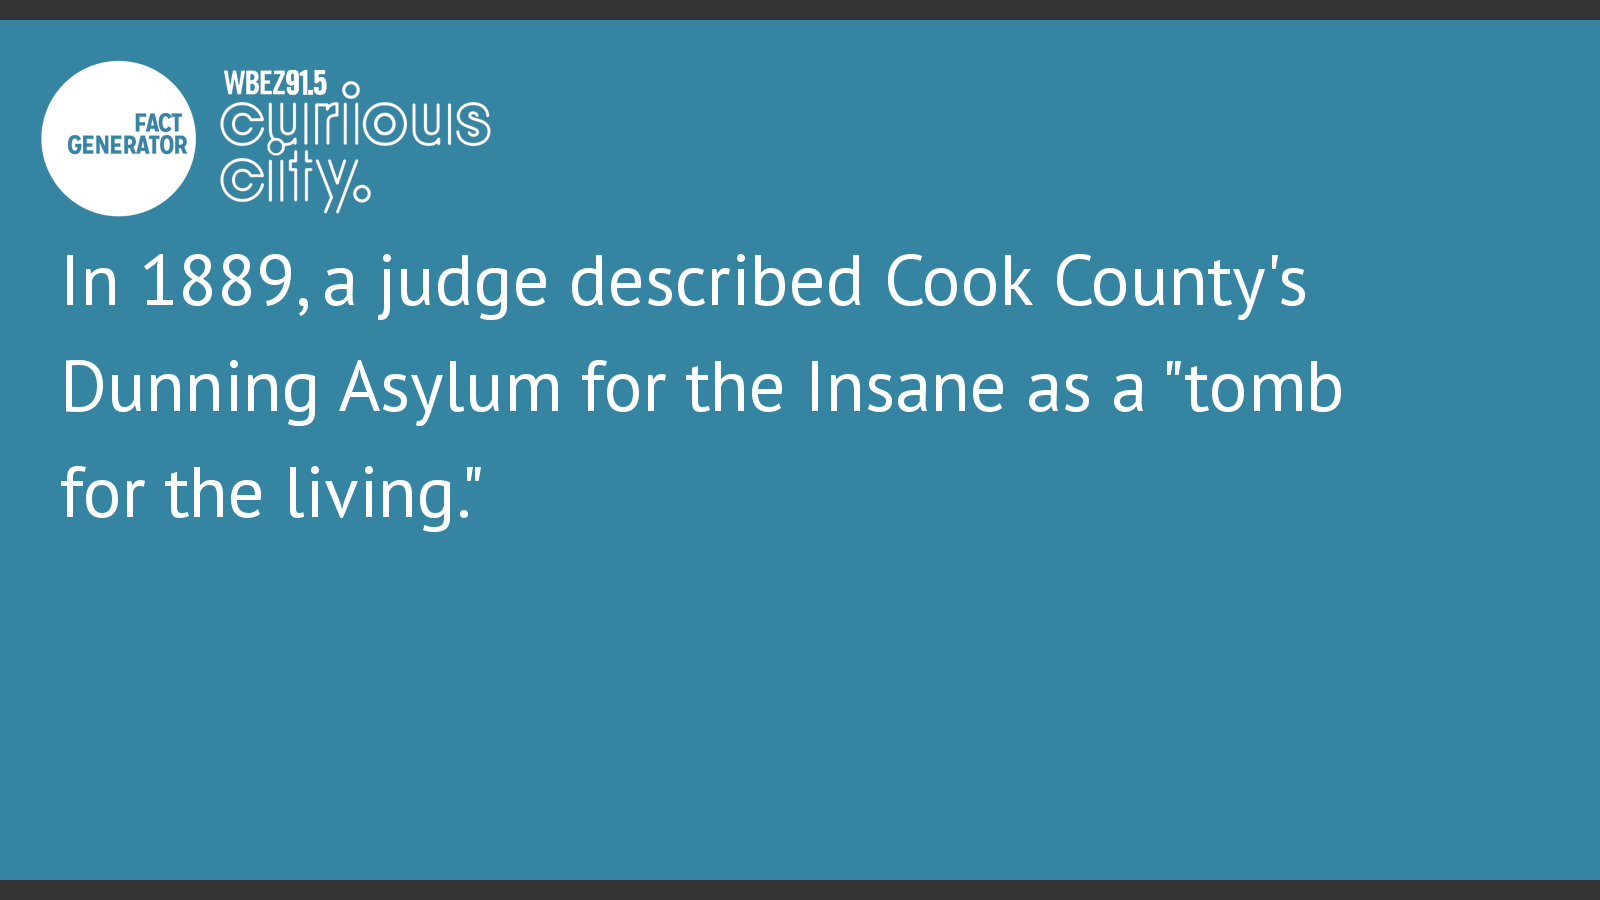 FACT
GENERATOR
WBEZ91.5
curious
city.
In 1889, a judge described Cook County's
Dunning Asylum for the Insane as a "tomb
for the living."